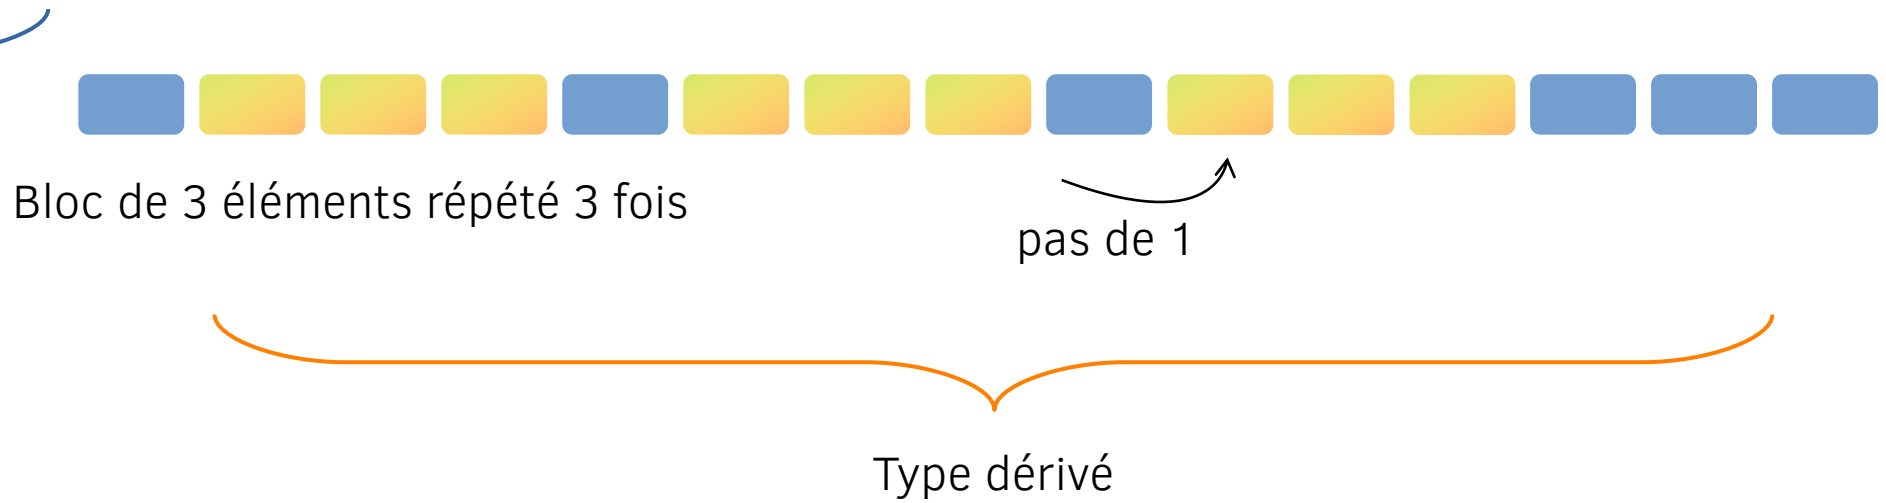 Bloc de 3 éléments répété 3 fois
pas de 1
Type dérivé